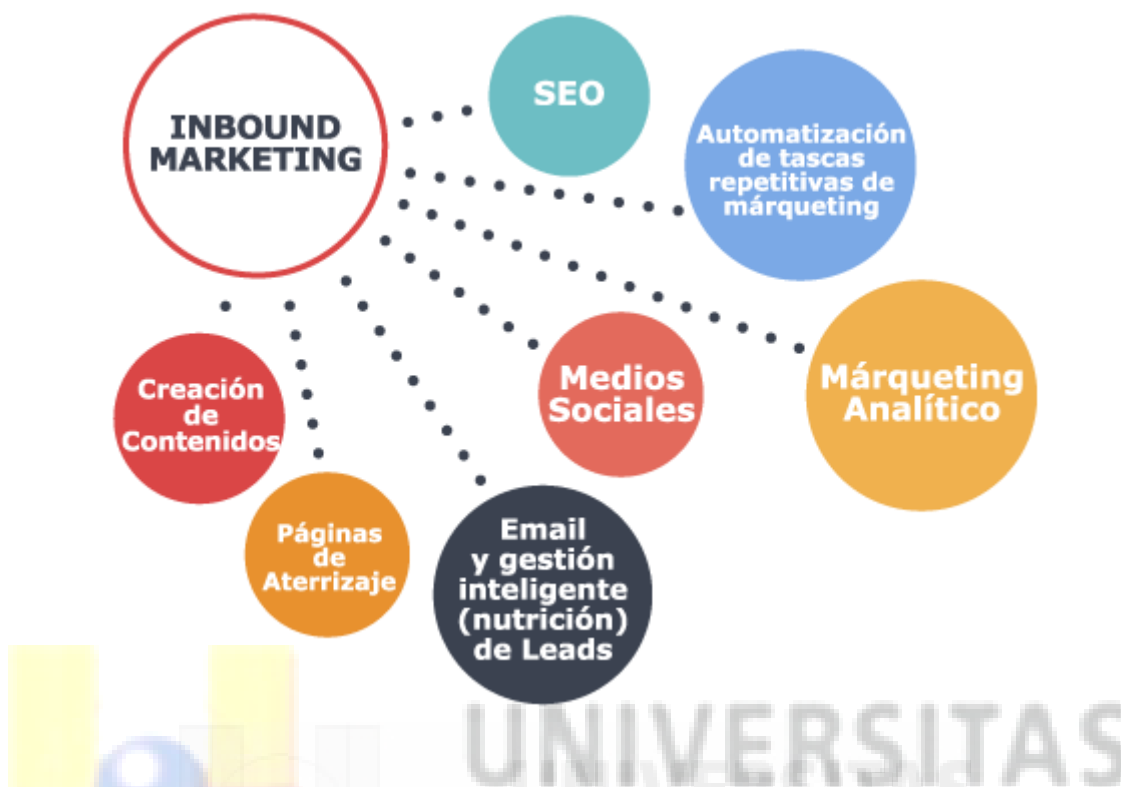 INBOUND
MARKETING
SEO
Automatización
de tascas
repetitivas de
márqueting
Márqueting
Analítico
Medios
Sociales
Creación
de
Contenidos
Páginas
de
Aterrizaje
Email
y gestión
inteligente
(nutrición)
de Leads
UNIVERSITAS